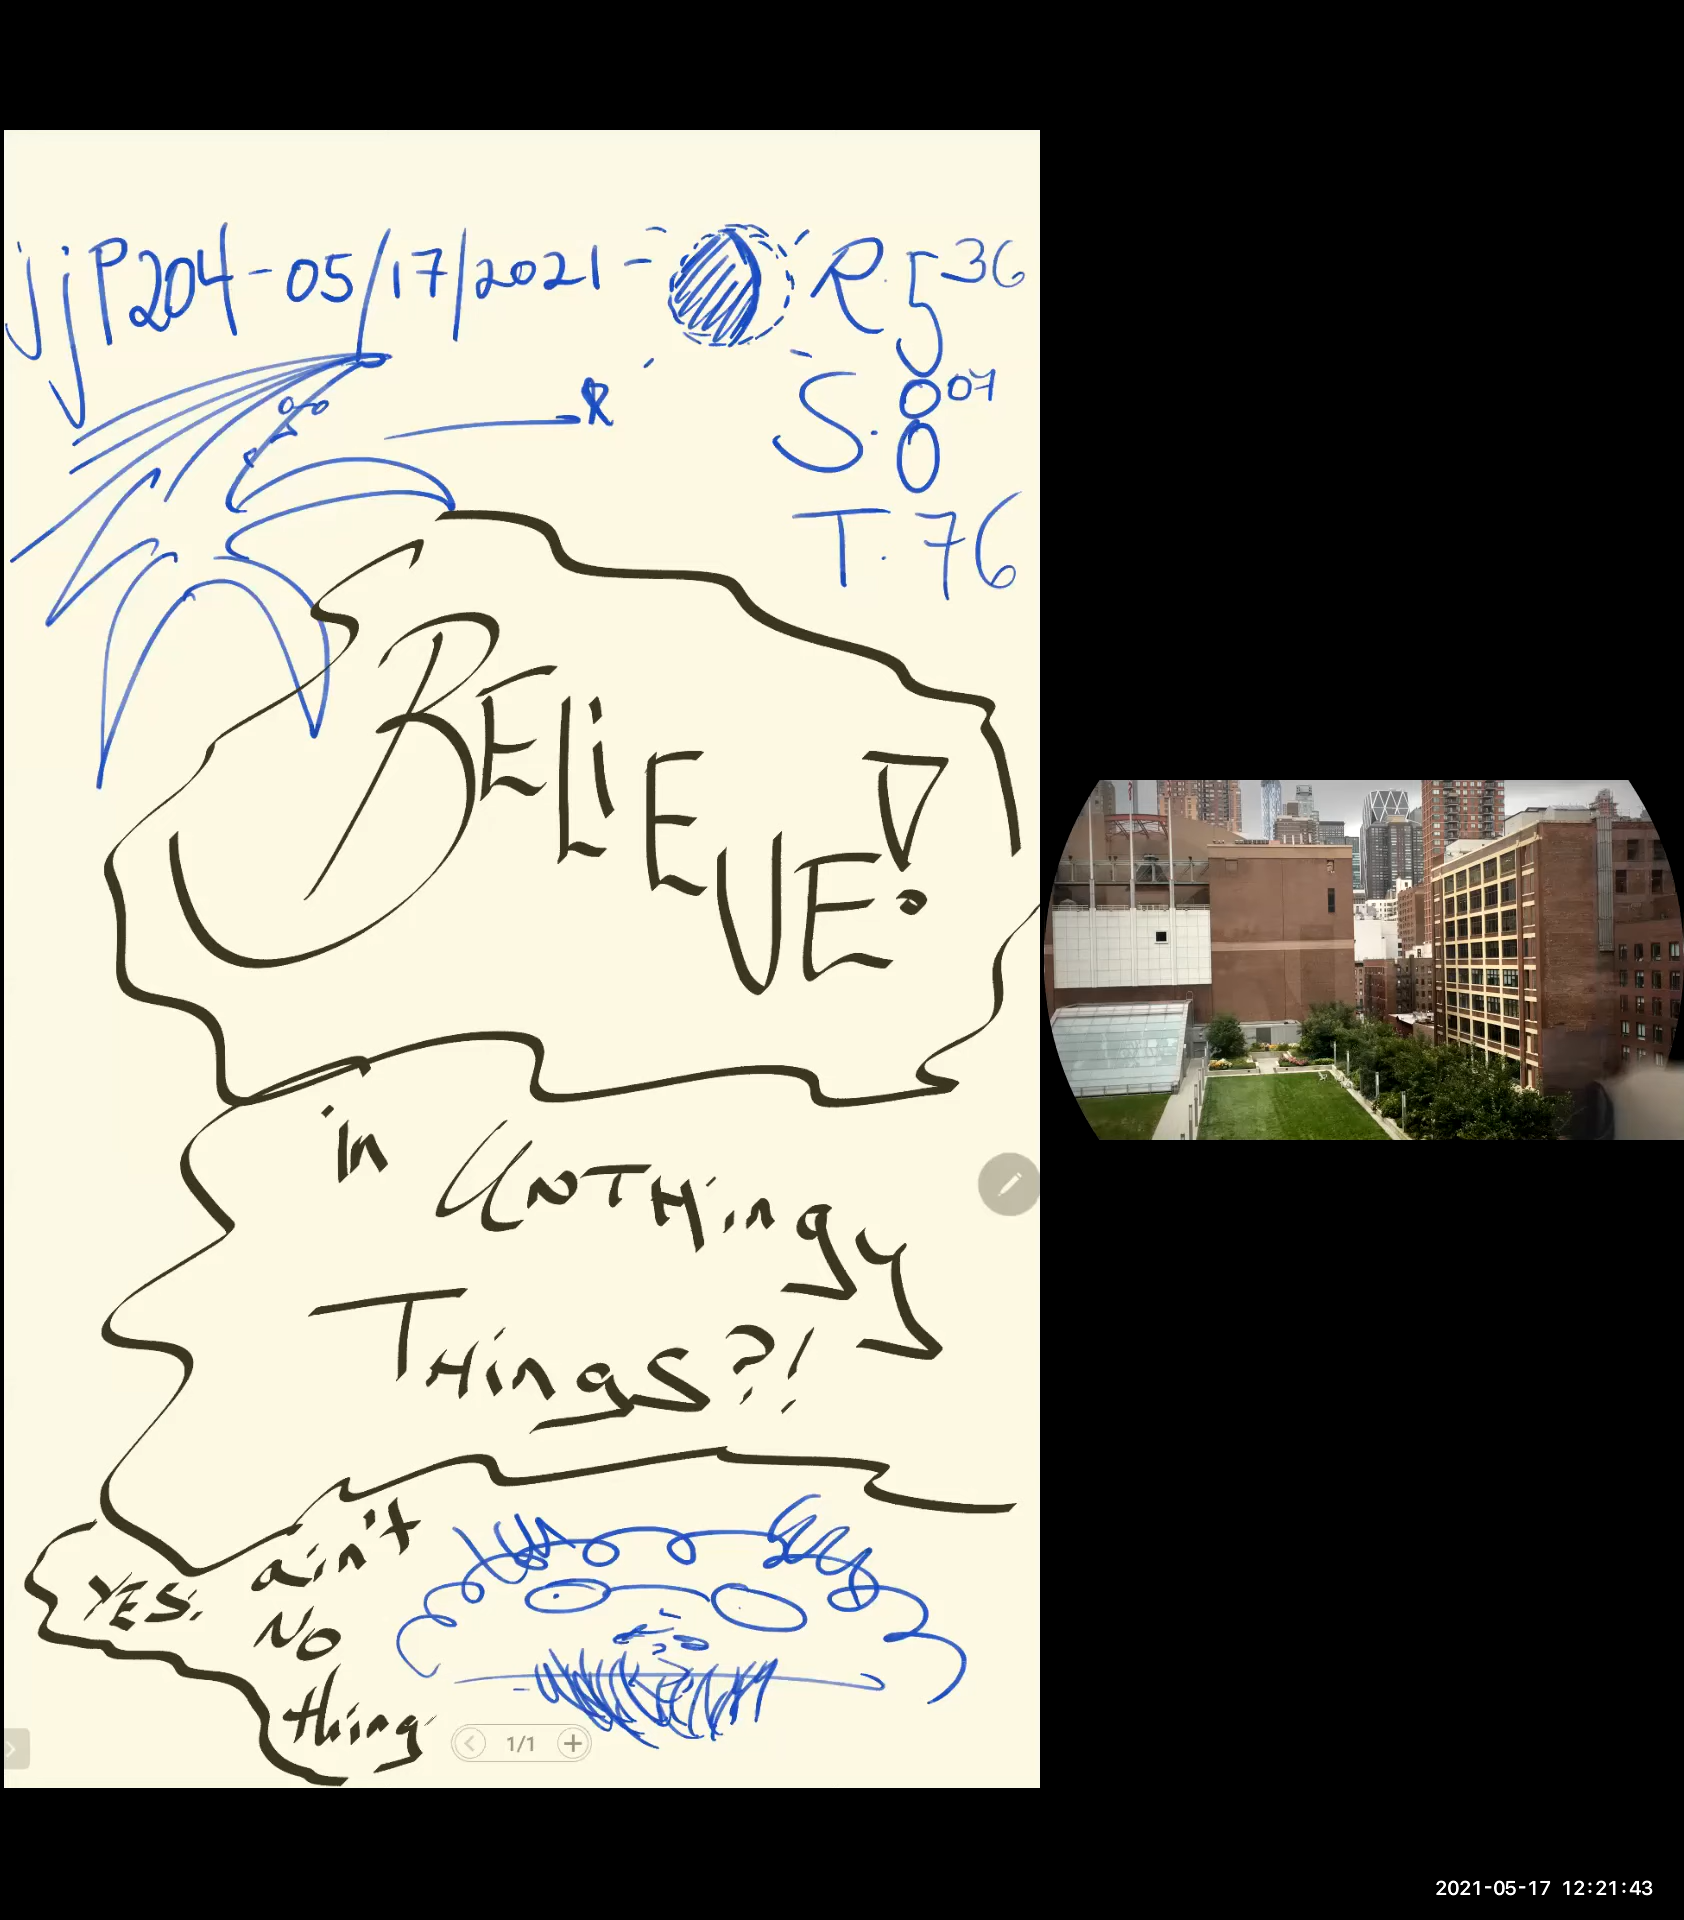 jjP204-05/17/2021-
R. 5 36
S. 8 07
0
T. 76
BELiEVE!
in UNTHingy
THings?!
YES. ain't
NO
thing
1/1
2021-05-17 12:21:43